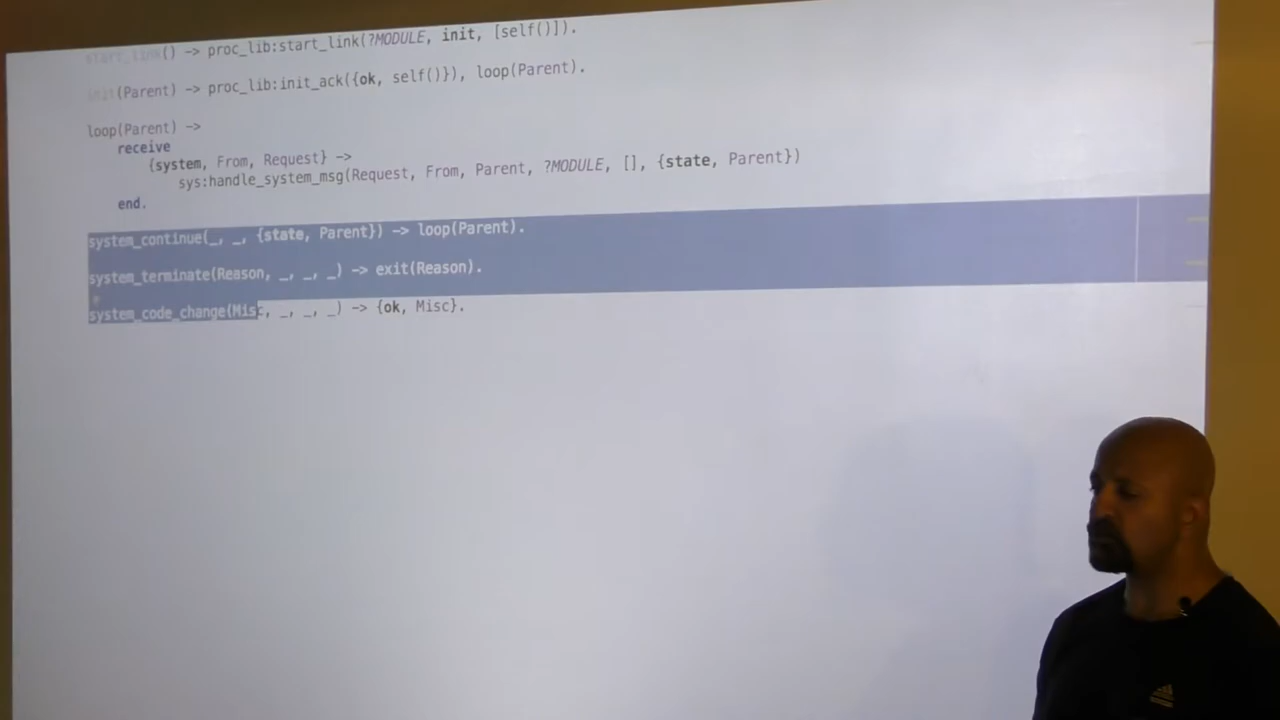 start_link() -> proc_lib:start_link(?MODULE, init, [self()]).
init(Parent) -> proc_lib:init_ack({ok, self()}), loop(Parent).
loop(Parent) ->
receive
{system, From, Request} ->
sys:handle_system_msg(Request, From, Parent, ?MODULE, [], {state, Parent})
end.
system_continue(_, _, {state, Parent}) -> loop(Parent).
system_terminate(Reason, _, _, _) -> exit(Reason).
system_code_change(Misc, _, _, _) -> {ok, Misc}.